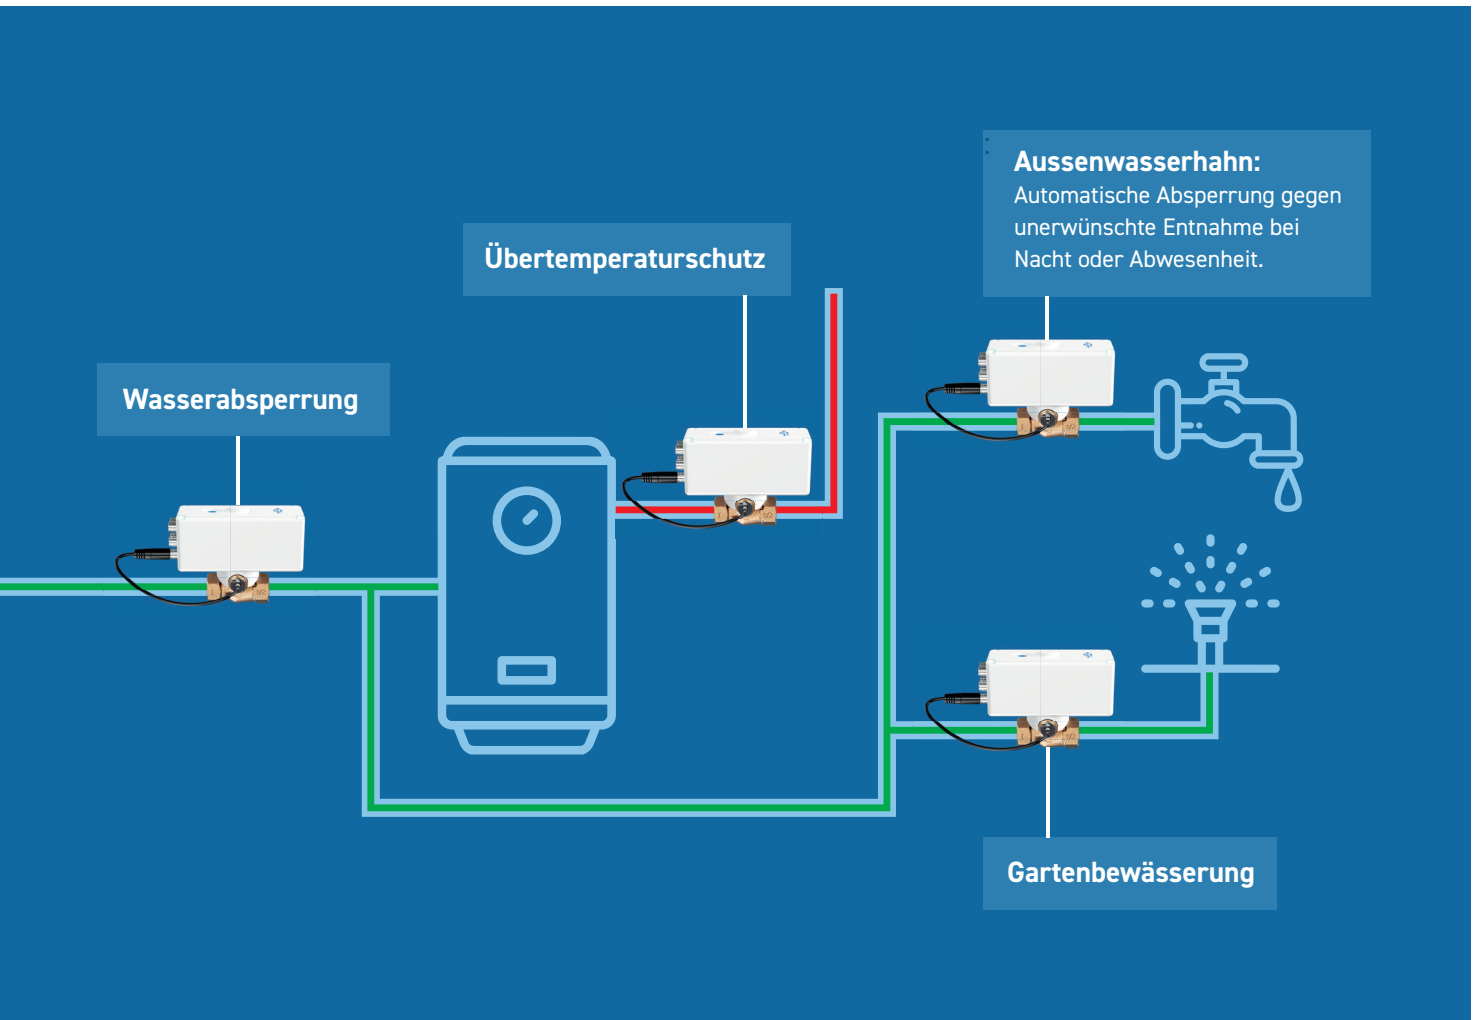 Aussenwasserhahn:
Automatische Absperrung gegen
unerwünschte Entnahme bei
Nacht oder Abwesenheit.
Übertemperaturschutz
Wasserabsperrung
Gartenbewässerung